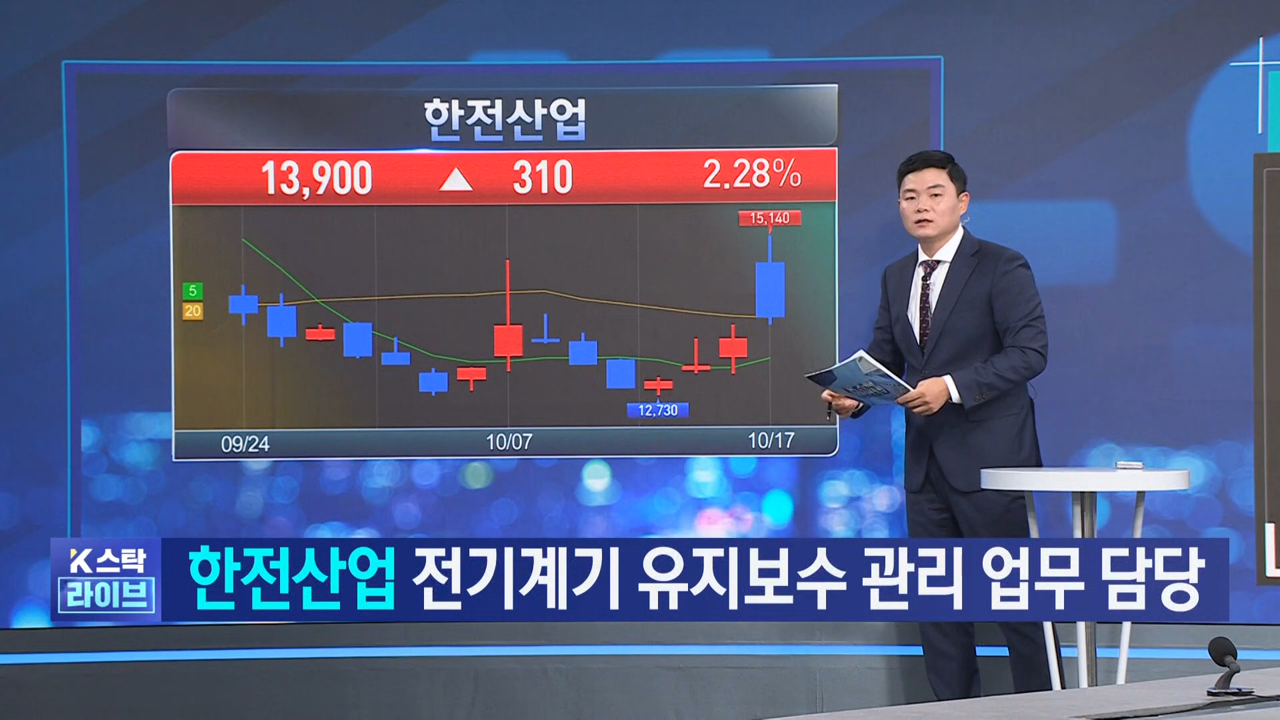 한전산업
13,900 ▲ 310 2.28%
15,140
5
20
12,730
09/24 10/07 10/17
K스탁
라이브
한전산업 전기계기 유지보수 관리 업무 담당